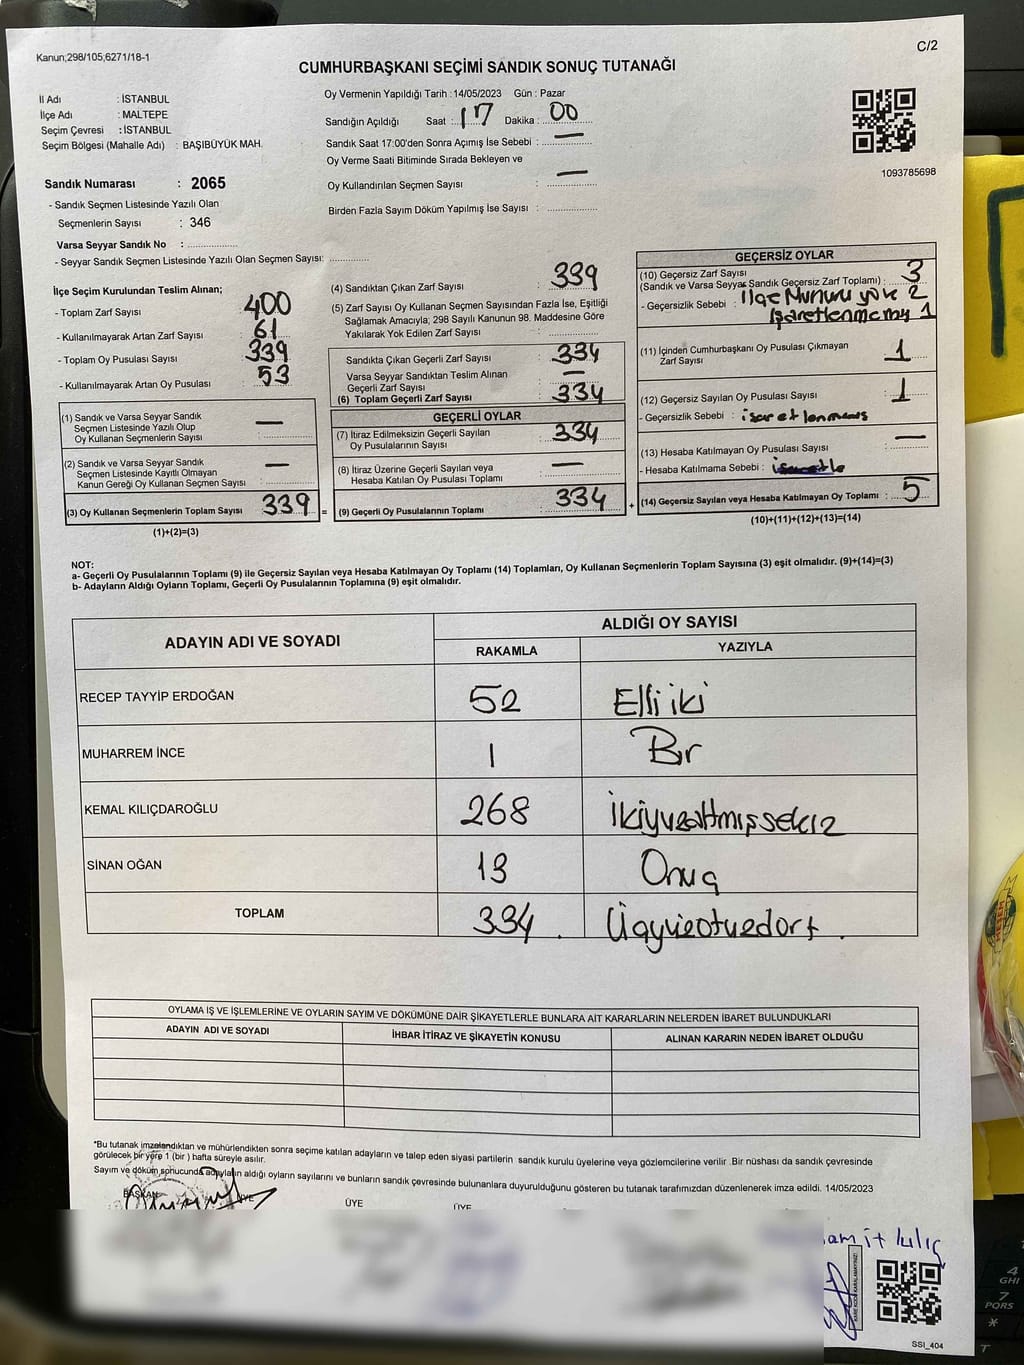 Kanun;298/105,6271/18-1
C/2
CUMHURBAŞKANI SEÇİMİ SANDIK SONUÇ TUTANAĞI
İl Adı : İSTANBUL
İlçe Adı : MALTEPE
Seçim Çevresi : İSTANBUL
Seçim Bölgesi (Mahalle Adı) : BAŞIBÜYÜK MAH.
Sandık Numarası : 2065
- Sandık Seçmen Listesinde Yazılı Olan
Seçmenlerin Sayısı : 346
Varsa Seyyar Sandık No : ..................
- Seyyar Sandık Seçmen Listesinde Yazılı Olan Seçmen Sayısı: ..............
Oy Vermenin Yapıldığı Tarih : 14/05/2023 Gün : Pazar
Sandığın Açıldığı Saat : 17 Dakika : 00
Sandık Saat 17:00'den Sonra Açımış İse Sebebi : —
Oy Verme Saati Bitiminde Sırada Bekleyen ve
Oy Kullandırılan Seçmen Sayısı : —
Birden Fazla Sayım Döküm Yapılmış İse Sayısı : ..................
1093785698
İlçe Seçim Kurulundan Teslim Alınan;
- Toplam Zarf Sayısı : 400
- Kullanılmayarak Artan Zarf Sayısı : 61
- Toplam Oy Pusulası Sayısı : 339
- Kullanılmayarak Artan Oy Pusulası : 53
(1) Sandık ve Varsa Seyyar Sandık
Seçmen Listesinde Yazılı Olup
Oy Kullanan Seçmenlerin Sayısı : —
(2) Sandık ve Varsa Seyyar Sandık
Seçmen Listesinde Kayıtlı Olmayan
Kanun Gereği Oy Kullanan Seçmen Sayısı : —
(3) Oy Kullanan Seçmenlerin Toplam Sayısı : 339 =
(1)+(2)=(3)
(4) Sandıktan Çıkan Zarf Sayısı : 339
(5) Zarf Sayısı Oy Kullanan Seçmen Sayısından Fazla İse, Eşitliği
Sağlamak Amacıyla; 298 Sayılı Kanunun 98. Maddesine Göre
Yakılarak Yok Edilen Zarf Sayısı : ..................
Sandıkta Çıkan Geçerli Zarf Sayısı : 334
Varsa Seyyar Sandıktan Teslim Alınan
Geçerli Zarf Sayısı : —
(6) Toplam Geçerli Zarf Sayısı : 334
GEÇERLİ OYLAR
(7) İtiraz Edilmeksizin Geçerli Sayılan
Oy Pusulalarının Sayısı : 334
(8) İtiraz Üzerine Geçerli Sayılan veya
Hesaba Katılan Oy Pusulası Toplamı : —
(9) Geçerli Oy Pusulalarının Toplamı : 334 +
GEÇERSİZ OYLAR
(10) Geçersiz Zarf Sayısı
(Sandık ve Varsa Seyyar Sandık Geçersiz Zarf Toplamı) : 3
- Geçersizlik Sebebi : ilçe Mühürü yok 2
1
(11) İçinden Cumhurbaşkanı Oy Pusulası Çıkmayan
Zarf Sayısı : 1
(12) Geçersiz Sayılan Oy Pusulası Sayısı : 1
- Geçersizlik Sebebi :
(13) Hesaba Katılmayan Oy Pusulası Sayısı : —
- Hesaba Katılmama Sebebi :
(14) Geçersiz Sayılan veya Hesaba Katılmayan Oy Toplamı : 5
(10)+(11)+(12)+(13)=(14)
NOT:
a- Geçerli Oy Pusulalarının Toplamı (9) ile Geçersiz Sayılan veya Hesaba Katılmayan Oy Toplamı (14) Toplamları, Oy Kullanan Seçmenlerin Toplam Sayısına (3) eşit olmalıdır. (9)+(14)=(3)
b- Adayların Aldığı Oyların Toplamı, Geçerli Oy Pusulalarının Toplamına (9) eşit olmalıdır.
ADAYIN ADI VE SOYADI ALDIĞI OY SAYISI
RAKAMLA YAZIYLA
RECEP TAYYİP ERDOĞAN 52 Elli iki
MUHARREM İNCE 1 Bir
KEMAL KILIÇDAROĞLU 268 İkiyüzaltmışsekiz
SİNAN OĞAN 13 Onüç
TOPLAM 334 Üçyüzotuzdört
OYLAMA İŞ VE İŞLEMLERİNE VE OYLARIN SAYIM VE DÖKÜMÜNE DAİR ŞİKAYETLERLE BUNLARA AİT KARARLARIN NELERDEN İBARET BULUNDUKLARI
ADAYIN ADI VE SOYADI İHBAR İTİRAZ VE ŞİKAYETİN KONUSU ALINAN KARARIN NEDEN İBARET OLDUĞU
*Bu tutanak imzelendıktan ve mühürlendikten sonra seçime katılan adayların ve talep eden siyasi partilerin sandık kurulu üyelerine veya gözlemcilerine verilir .Bir nüshası da sandık çevresinde
görülecek bir yere 1 (bir ) hafta süreyle asılır.
Sayım ve döküm sonucunda adayların aldığı oyların sayılarını ve bunların sandık çevresinde bulunanlara duyurulduğunu gösteren bu tutanak tarafımızdan düzenlenerek imza edildi. 14/05/2023
BAŞKAN ÜYE ÜYE ÜYE
SSI_404